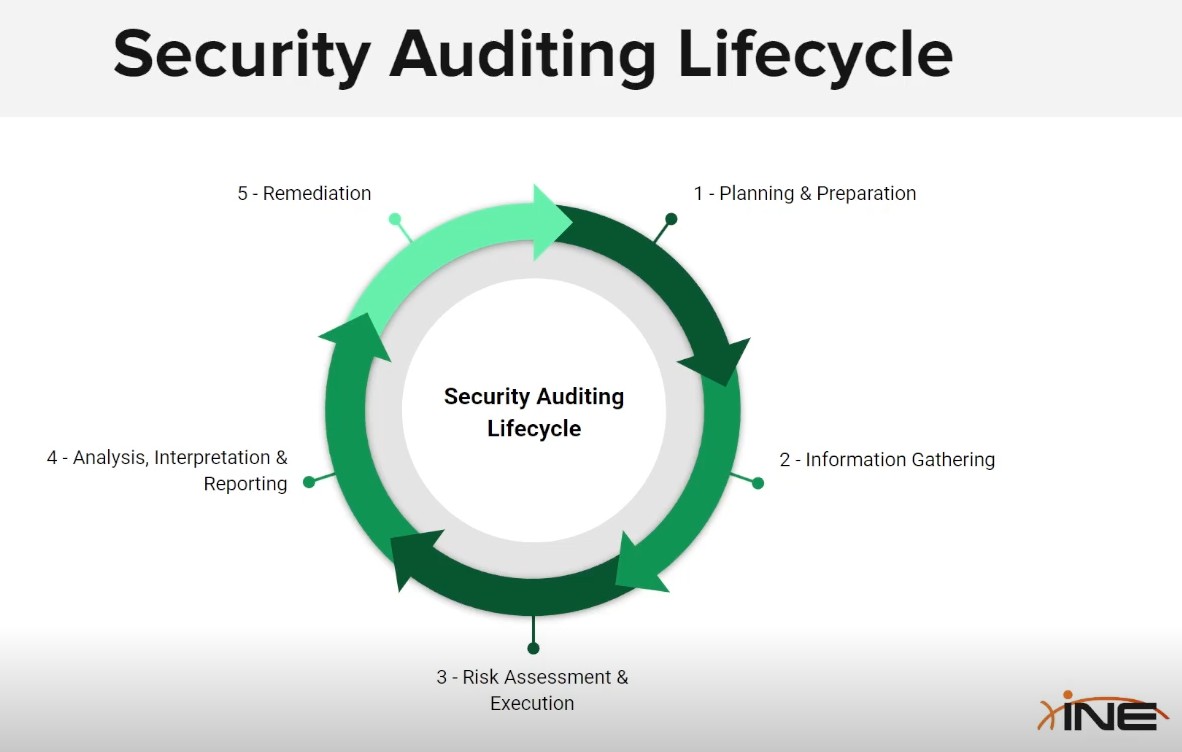 Security Auditing Lifecycle
5 - Remediation
1 - Planning & Preparation
Security Auditing
Lifecycle
4 - Analysis, Interpretation &
Reporting
2 - Information Gathering
3 - Risk Assessment &
Execution
INE